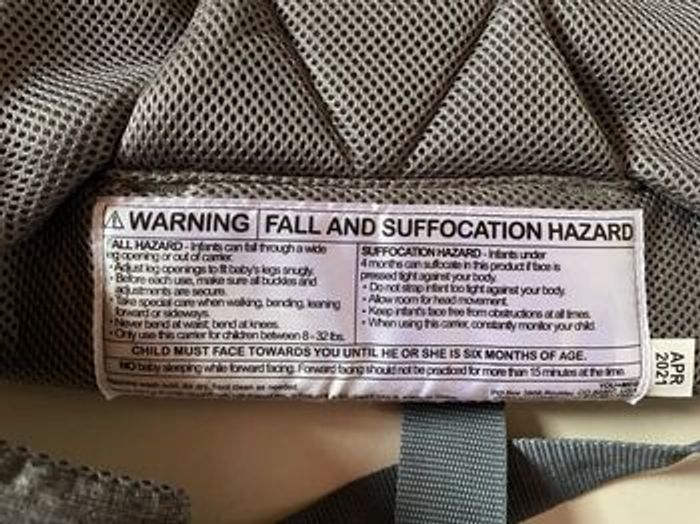 WARNING FALL AND SUFFOCATION HAZARD
ALL HAZARD - Infants can fall through a wide
leg opening or out of carrier.
• Adjust leg openings to fit baby's legs snugly.
• Before each use, make sure all buckles and
adjustments are secure.
• Take special care when walking, bending, leaning
forward or sideways.
• Never bend at waist; bend at knees.
• Only use this carrier for children between 8-32 lbs.
SUFFOCATION HAZARD - Infants under
4 months can suffocate in this product if face is
pressed tight against your body.
• Do not strap infant too tight against your body.
• Allow room for head movement.
• Keep infant's face free from obstructions at all times.
• When using this carrier, constantly monitor your child.
CHILD MUST FACE TOWARDS YOU UNTIL HE OR SHE IS SIX MONTHS OF AGE.
NO baby sleeping while forward facing. Forward facing should not be practiced for more than 15 minutes at the time.
as needed.
PO Box
APR
2021